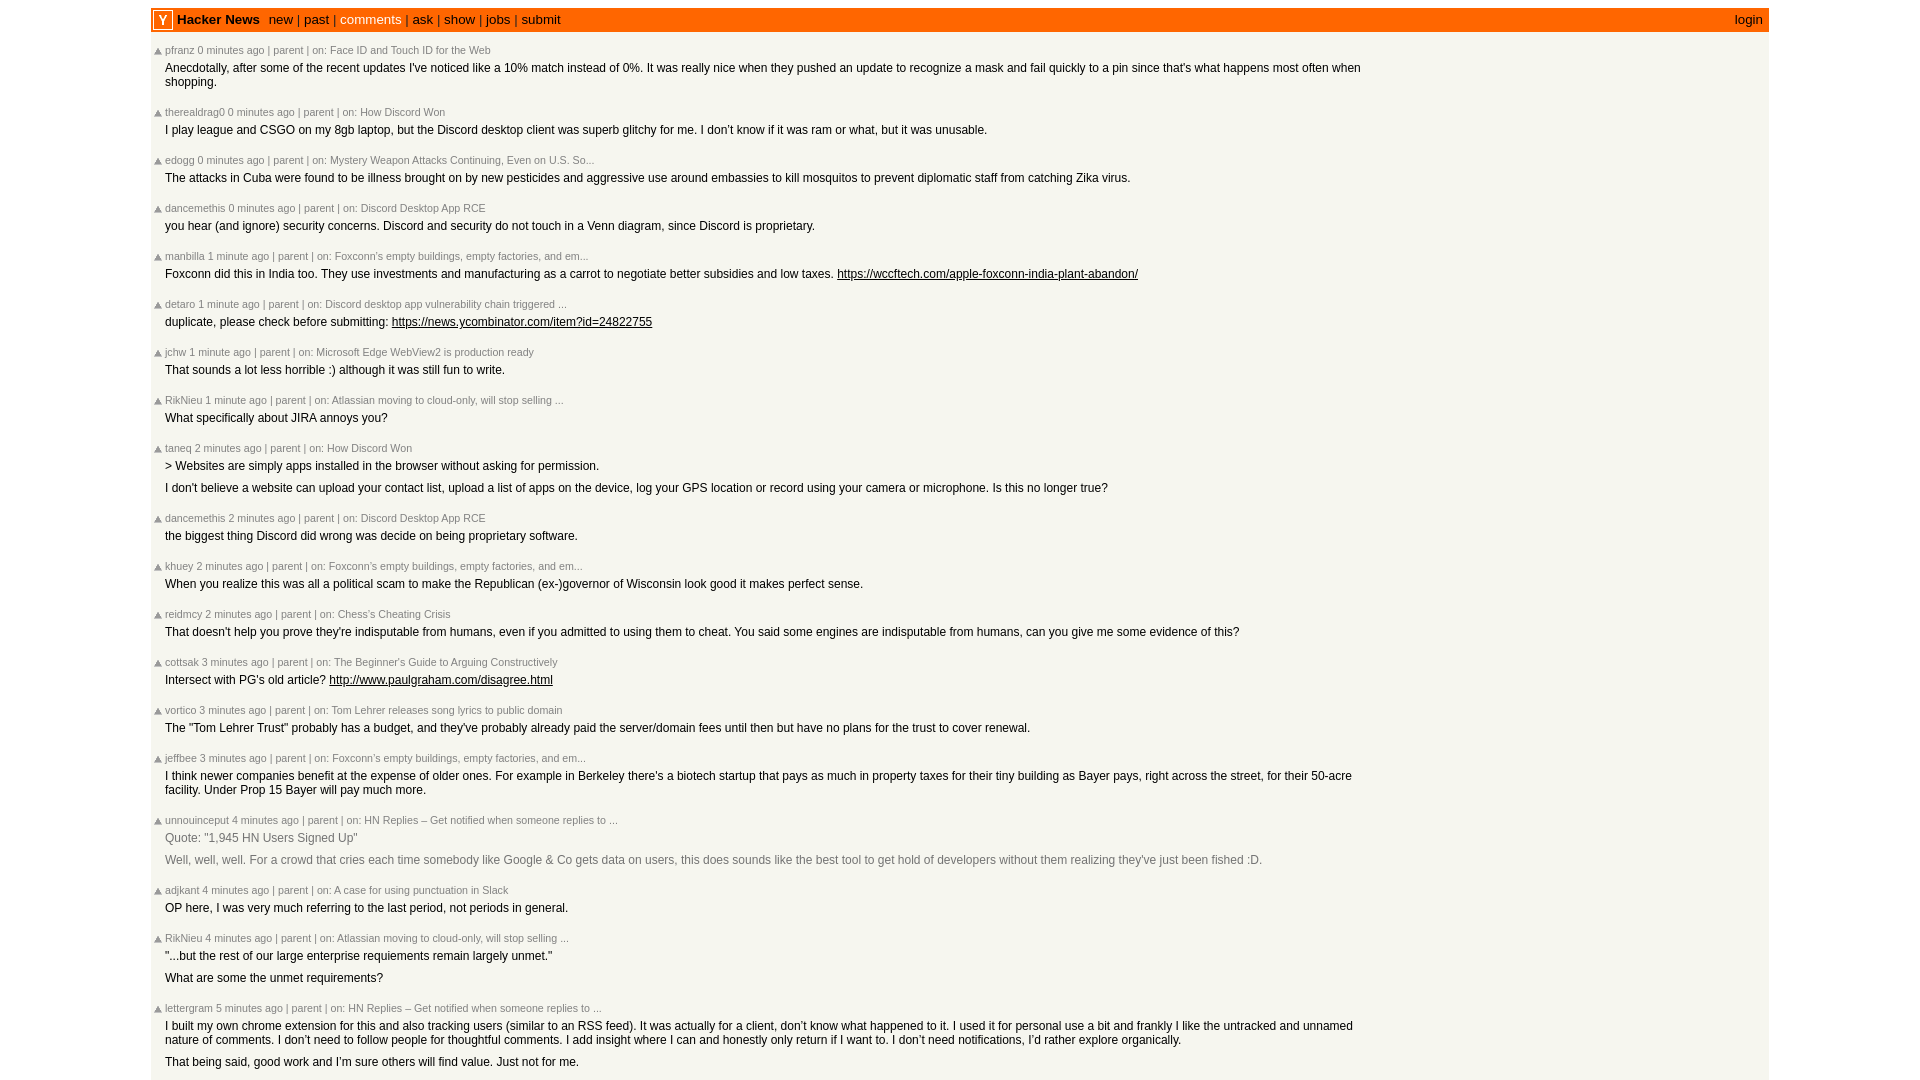 Y Hacker News new | past | comments | ask | show | jobs | submit login
pfranz 0 minutes ago | parent | on: Face ID and Touch ID for the Web
Anecdotally, after some of the recent updates I've noticed like a 10% match instead of 0%. It was really nice when they pushed an update to recognize a mask and fail quickly to a pin since that's what happens most often when
shopping.
therealdrag0 0 minutes ago | parent | on: How Discord Won
I play league and CSGO on my 8gb laptop, but the Discord desktop client was superb glitchy for me. I don't know if it was ram or what, but it was unusable.
edogg 0 minutes ago | parent | on: Mystery Weapon Attacks Continuing, Even on U.S. So...
The attacks in Cuba were found to be illness brought on by new pesticides and aggressive use around embassies to kill mosquitos to prevent diplomatic staff from catching Zika virus.
dancemethis 0 minutes ago | parent | on: Discord Desktop App RCE
you hear (and ignore) security concerns. Discord and security do not touch in a Venn diagram, since Discord is proprietary.
manbilla 1 minute ago | parent | on: Foxconn's empty buildings, empty factories, and em...
Foxconn did this in India too. They use investments and manufacturing as a carrot to negotiate better subsidies and low taxes. https://wccftech.com/apple-foxconn-india-plant-abandon/
detaro 1 minute ago | parent | on: Discord desktop app vulnerability chain triggered ...
duplicate, please check before submitting: https://news.ycombinator.com/item?id=24822755
jchw 1 minute ago | parent | on: Microsoft Edge WebView2 is production ready
That sounds a lot less horrible :) although it was still fun to write.
RikNieu 1 minute ago | parent | on: Atlassian moving to cloud-only, will stop selling ...
What specifically about JIRA annoys you?
taneq 2 minutes ago | parent | on: How Discord Won
> Websites are simply apps installed in the browser without asking for permission.
I don't believe a website can upload your contact list, upload a list of apps on the device, log your GPS location or record using your camera or microphone. Is this no longer true?
dancemethis 2 minutes ago | parent | on: Discord Desktop App RCE
the biggest thing Discord did wrong was decide on being proprietary software.
khuey 2 minutes ago | parent | on: Foxconn's empty buildings, empty factories, and em...
When you realize this was all a political scam to make the Republican (ex-)governor of Wisconsin look good it makes perfect sense.
reidmcy 2 minutes ago | parent | on: Chess's Cheating Crisis
That doesn't help you prove they're indisputable from humans, even if you admitted to using them to cheat. You said some engines are indisputable from humans, can you give me some evidence of this?
cottsak 3 minutes ago | parent | on: The Beginner's Guide to Arguing Constructively
Intersect with PG's old article? http://www.paulgraham.com/disagree.html
vortico 3 minutes ago | parent | on: Tom Lehrer releases song lyrics to public domain
The "Tom Lehrer Trust" probably has a budget, and they've probably already paid the server/domain fees until then but have no plans for the trust to cover renewal.
jeffbee 3 minutes ago | parent | on: Foxconn's empty buildings, empty factories, and em...
I think newer companies benefit at the expense of older ones. For example in Berkeley there's a biotech startup that pays as much in property taxes for their tiny building as Bayer pays, right across the street, for their 50-acre
facility. Under Prop 15 Bayer will pay much more.
unnouinceput 4 minutes ago | parent | on: HN Replies – Get notified when someone replies to ...
Quote: "1,945 HN Users Signed Up"
Well, well, well. For a crowd that cries each time somebody like Google & Co gets data on users, this does sounds like the best tool to get hold of developers without them realizing they've just been fished :D.
adjkant 4 minutes ago | parent | on: A case for using punctuation in Slack
OP here, I was very much referring to the last period, not periods in general.
RikNieu 4 minutes ago | parent | on: Atlassian moving to cloud-only, will stop selling ...
"...but the rest of our large enterprise requiements remain largely unmet."
What are some the unmet requirements?
lettergram 5 minutes ago | parent | on: HN Replies – Get notified when someone replies to ...
I built my own chrome extension for this and also tracking users (similar to an RSS feed). It was actually for a client, don't know what happened to it. I used it for personal use a bit and frankly I like the untracked and unnamed
nature of comments. I don't need to follow people for thoughtful comments. I add insight where I can and honestly only return if I want to. I don't need notifications, I'd rather explore organically.
That being said, good work and I'm sure others will find value. Just not for me.